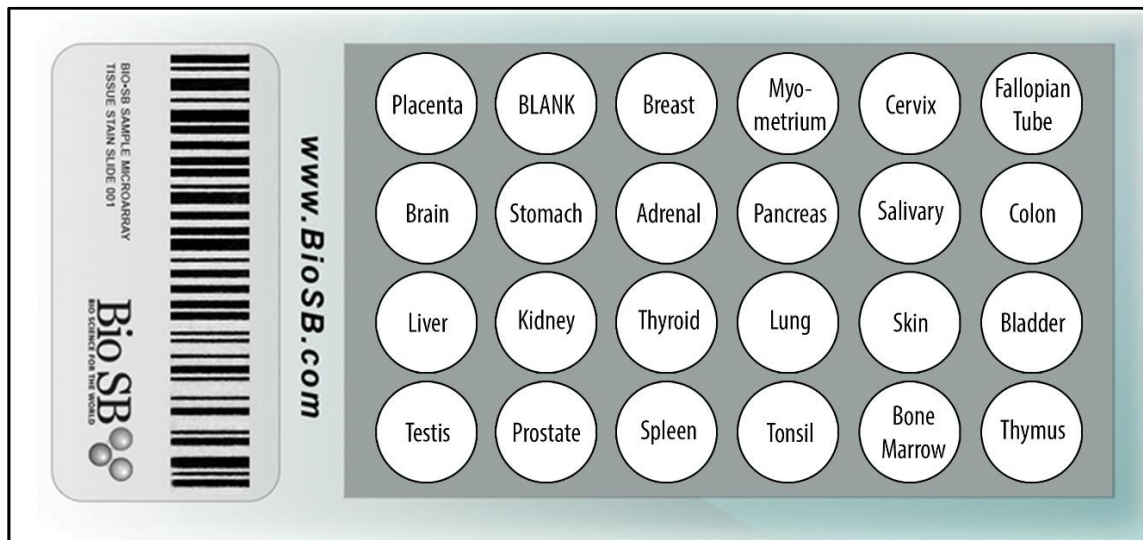 BIO•SB SAMPLE MICROARRAY
TISSUE STAIN SLIDE 001
Bio SB
BIO SCIENCE FOR THE WORLD
www.BioSB.com
Placenta
BLANK
Breast
Myo-
metrium
Cervix
Fallopian
Tube
Brain
Stomach
Adrenal
Pancreas
Salivary
Colon
Liver
Kidney
Thyroid
Lung
Skin
Bladder
Testis
Prostate
Spleen
Tonsil
Bone
Marrow
Thymus